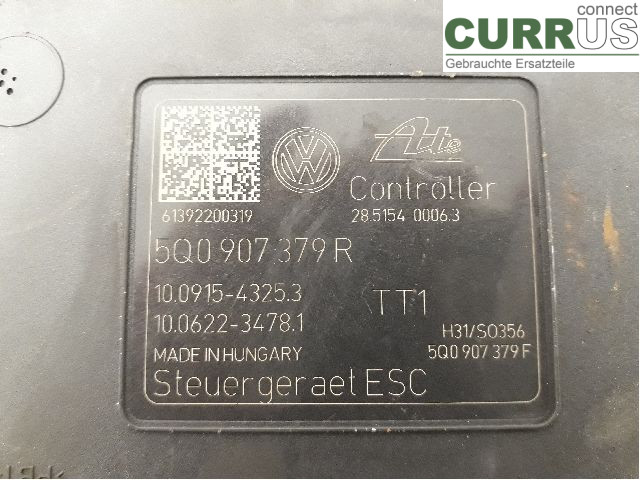 connect
CURRUS
Gebrauchte Ersatzteile
Ate
Controller
61392200319
28.5154 0006.3
5Q0 907 379 R
10.0915-4325.3
TT1
10.0622-3478.1
H31/S0356
MADE IN HUNGARY
5Q0 907 379 F
Steuergeraet ESC